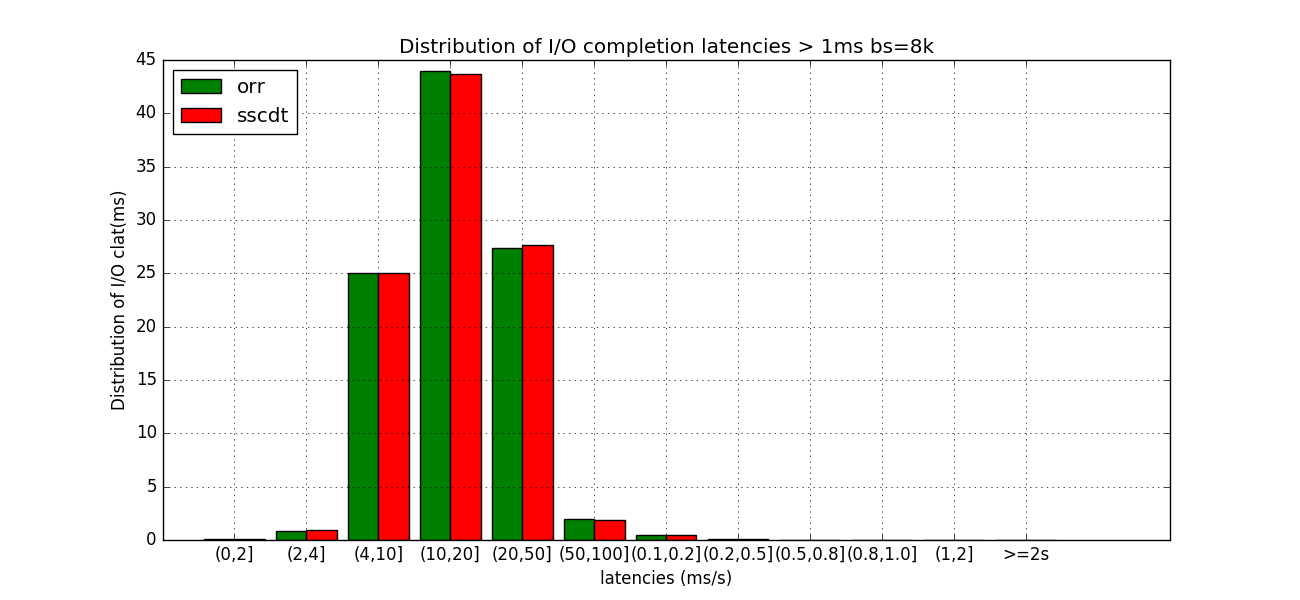 Distribution of I/O completion latencies > 1ms bs=8k
45
40
35
30
25
20
15
10
5
0
orr
sscdt
Distribution of I/O clat(ms)
(0,2] (2,4] (4,10] (10,20] (20,50] (50,100] (0.1,0.2] (0.2,0.5] (0.5,0.8] (0.8,1.0] (1,2] >=2s
latencies (ms/s)